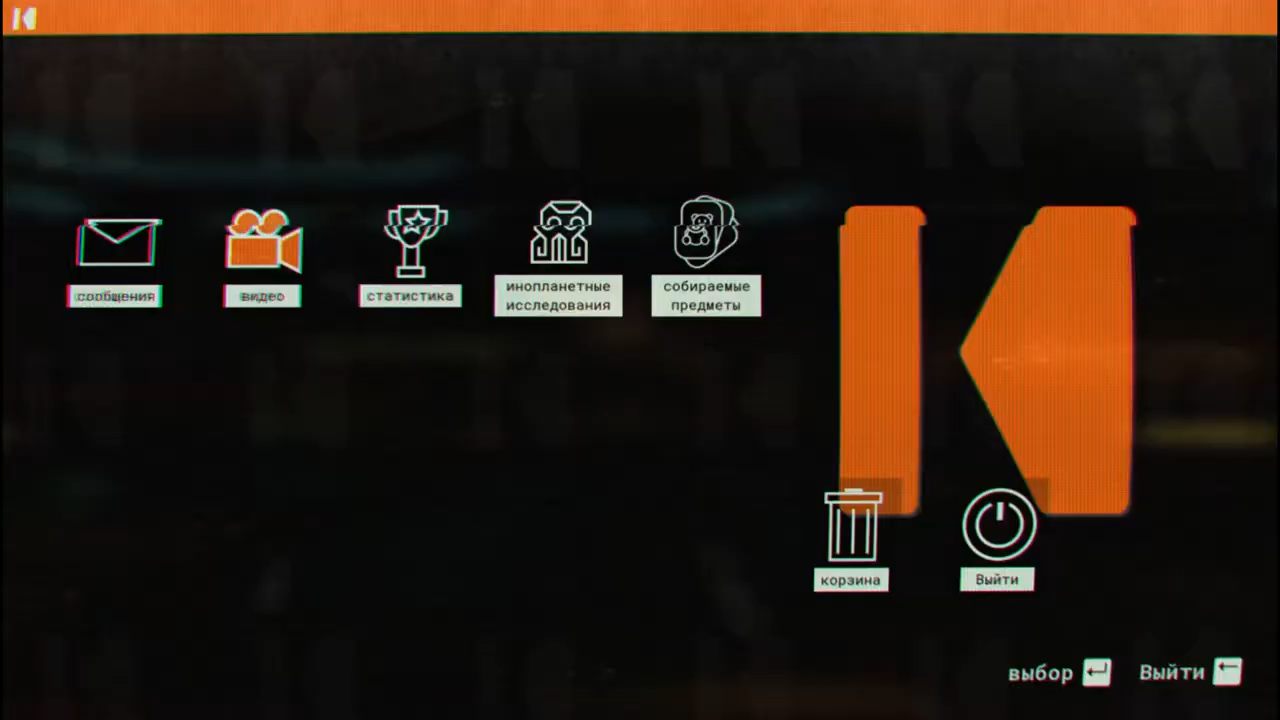 сообщения
видео
статистика
инопланетные
исследования
собираемые
предметы
корзина
Выйти
выбор
Выйти